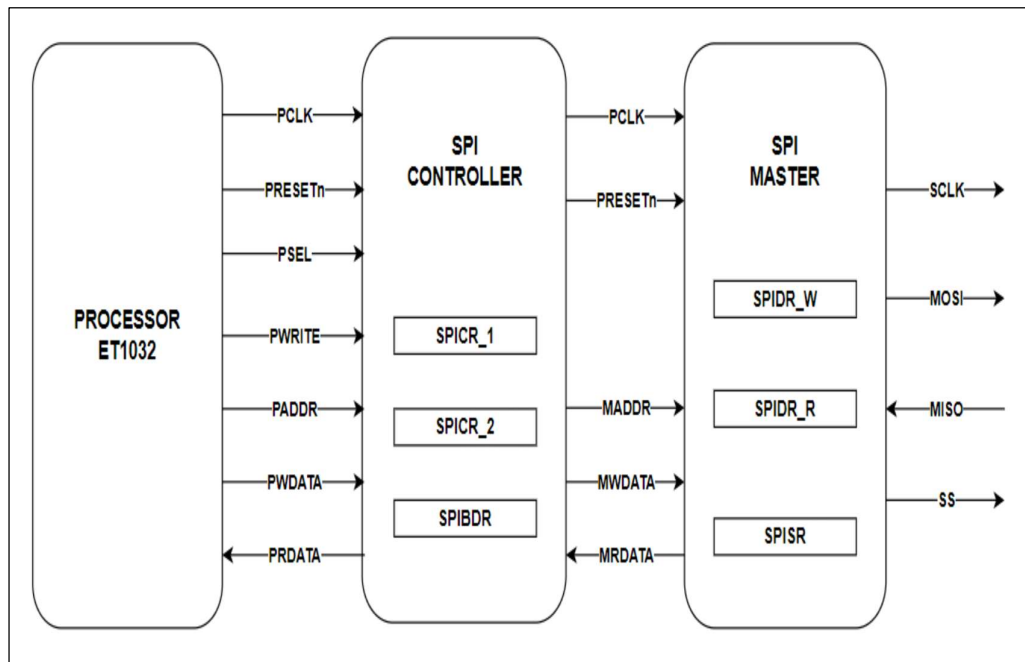 PROCESSOR
ET1032
PCLK
PRESETn
PSEL
PWRITE
PADDR
PWDATA
PRDATA
SPI
CONTROLLER
SPICR_1
SPICR_2
SPIBDR
PCLK
PRESETn
MADDR
MWDATA
MRDATA
SPI
MASTER
SPIDR_W
SPIDR_R
SPISR
SCLK
MOSI
MISO
SS